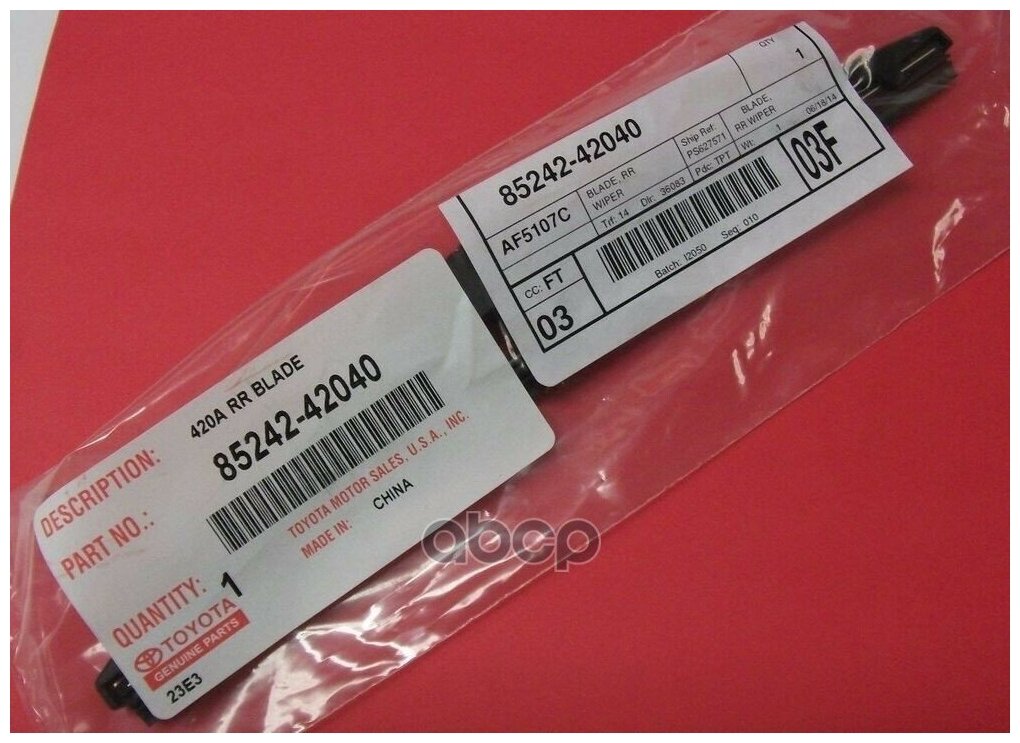 DESCRIPTION: 420A RR BLADE
PART NO.: 85242-42040
TOYOTA MOTOR SALES, U.S.A., INC.
QUANTITY: 1
MADE IN: CHINA
TOYOTA
GENUINE PARTS
23E3
QTY
1
85242-42040
Ship Ref:
PS627571
BLADE,
RR WIPER
AF5107C
BLADE, RR
WIPER
Trf: 14 Dlr: 36083 Pdc: TPT Wt: 1 06/18/14
CC: FT
03
03F
Batch: I2050 Seq: 010
abcp